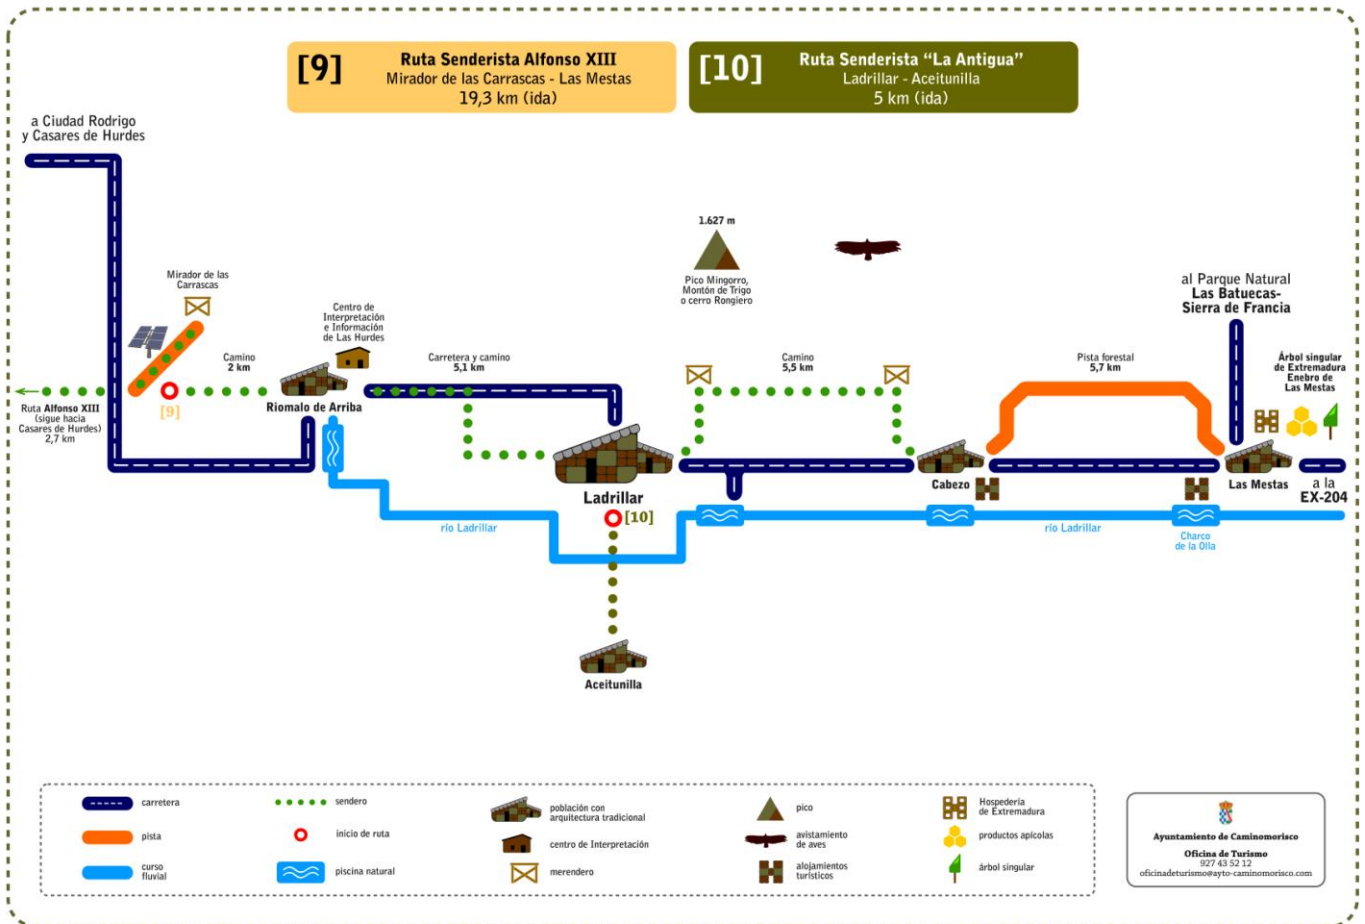 [9]
Ruta Senderista Alfonso XIII
Mirador de las Carrascas - Las Mestas
19,3 km (ida)
[10]
Ruta Senderista “La Antigua”
Ladrillar - Aceitunilla
5 km (ida)
a Ciudad Rodrigo
y Casares de Hurdes
Mirador de las
Carrascas
Centro de
Interpretación
e Información
de Las Hurdes
1.627 m
Pico Mingorro,
Montón de Trigo
o cerro Rongiero
al Parque Natural
Las Batuecas-
Sierra de Francia
Camino
2 km
Carretera y camino
5,1 km
Camino
5,5 km
Pista forestal
5,7 km
Árbol singular
de Extremadura
Enebro de
Las Mestas
Ruta Alfonso XIII
(sigue hacia
Casares de Hurdes)
2,7 km
[9]
Riomalo de Arriba
Ladrillar
[10]
Cabezo
Las Mestas
a la
EX-204
río Ladrillar
río Ladrillar
Charco
de la Olla
Aceitunilla
carretera
pista
curso
fluvial
sendero
inicio de ruta
piscina natural
población con
arquitectura tradicional
centro de Interpretación
merendero
pico
avistamiento
de aves
alojamientos
turísticos
Hospedería
de Extremadura
productos apícolas
árbol singular
Ayuntamiento de Caminomorisco
Oficina de Turismo
927 43 52 12
oficinadeturismo@ayto-caminomorisco.com